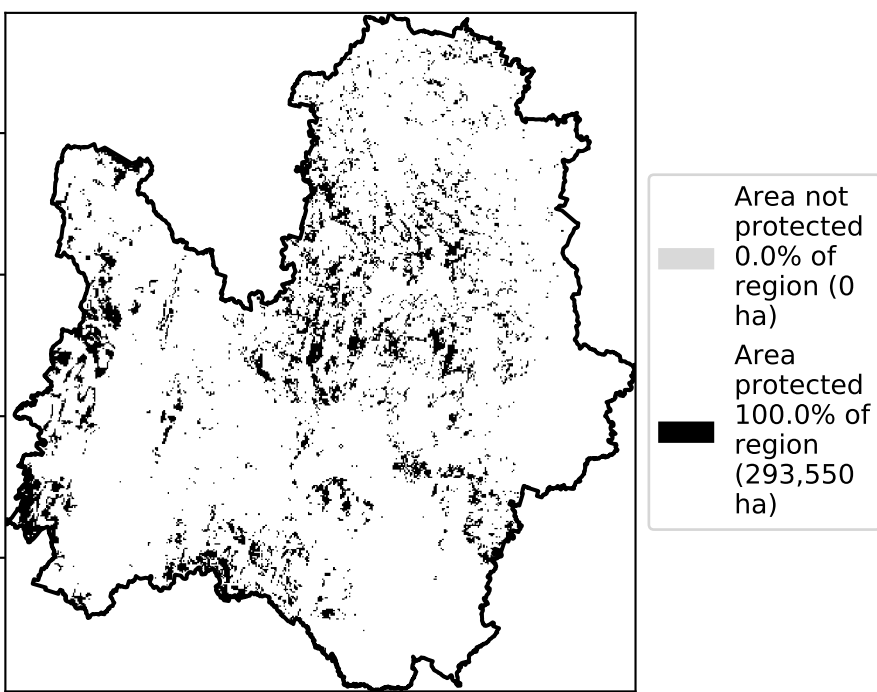 Area not
protected
0.0% of
region (0
ha)
Area
protected
100.0% of
region
(293,550
ha)